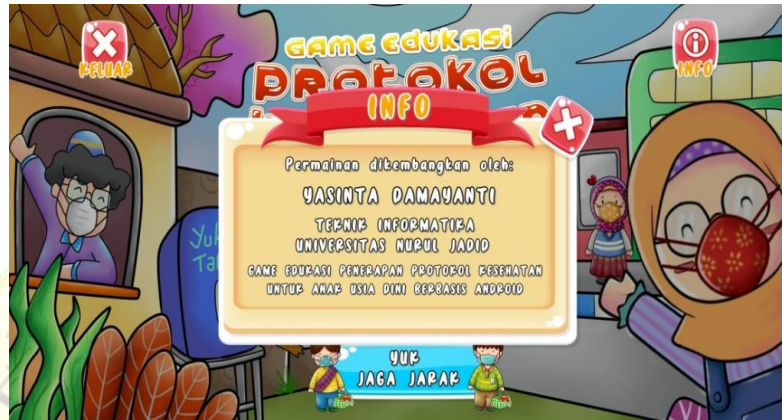 GAME EDUKASI
PROTOKOL
KELUAR
INFO
INFO
Permainan dikembangkan oleh:
YASINTA DAMAYANTI
TEKNIK INFORMATIKA
UNIVERSITAS NURUL JADID
GAME EDUKASI PENERAPAN PROTOKOL KESEHATAN
UNTUK ANAK USIA DINI BERBASIS ANDROID
Yuk
YUK
JAGA JARAK